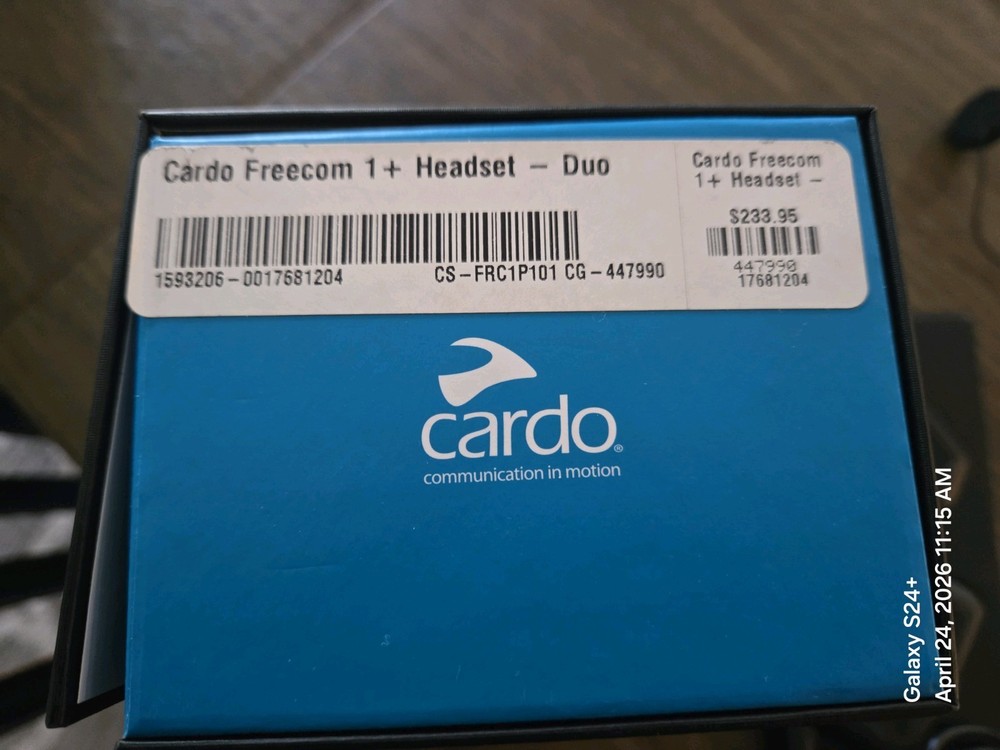 Cardo Freecom 1+ Headset - Duo
1593206-0017681204
CS-FRC1P101 CG-447990
Cardo Freecom
1+ Headset -
$233.95
447990
17681204
cardo®
communication in motion
Galaxy S24+
April 24, 2026 11:15 AM